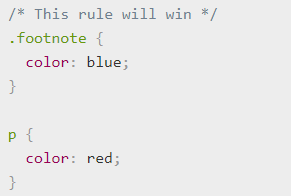 /* This rule will win */
.footnote {
  color: blue;
}

p {
  color: red;
}